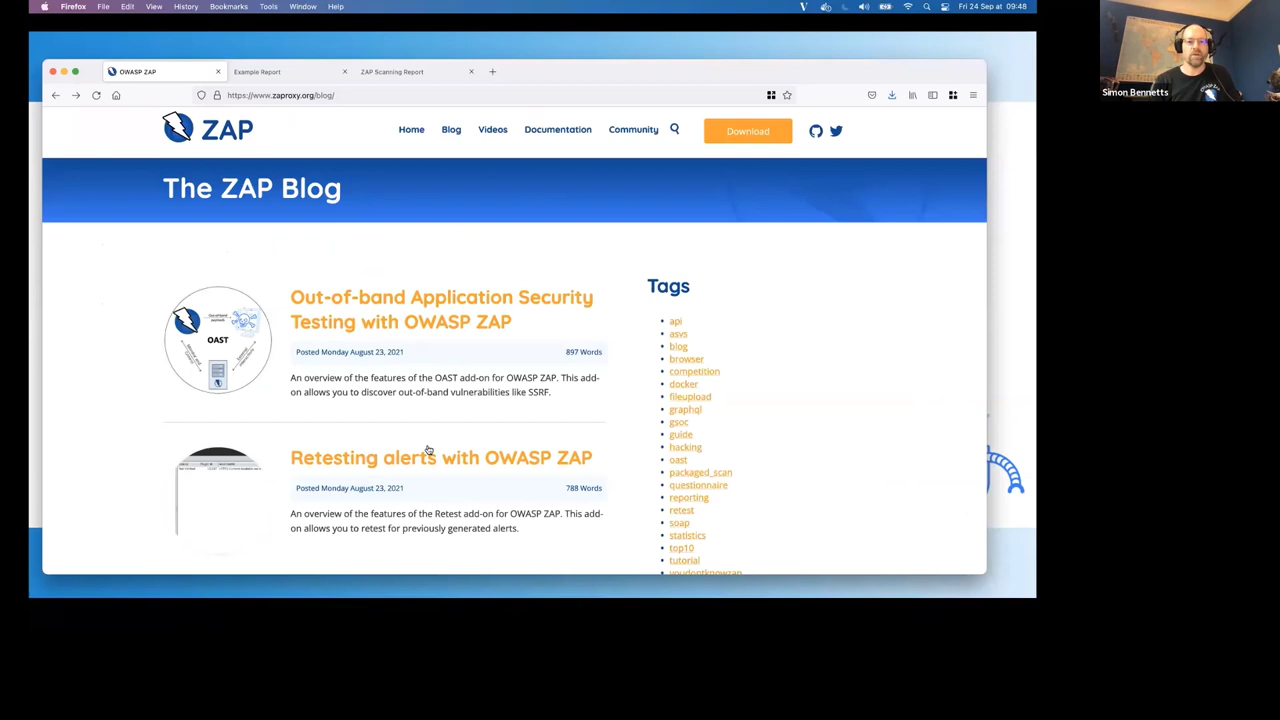 Firefox File Edit View History Bookmarks Tools Window Help
Fri 24 Sep at 09:48
Simon Bennetts
OWASP ZAP
Example Report
ZAP Scanning Report
https://www.zaproxy.org/blog/
ZAP
Home
Blog
Videos
Documentation
Community
Download
The ZAP Blog
Out-of-band Application Security
Testing with OWASP ZAP
Posted Monday August 23, 2021
897 Words
An overview of the features of the OAST add-on for OWASP ZAP. This add-
on allows you to discover out-of-band vulnerabilities like SSRF.
OAST
Retesting alerts with OWASP ZAP
Posted Monday August 23, 2021
788 Words
An overview of the features of the Retest add-on for OWASP ZAP. This add-
on allows you to retest for previously generated alerts.
Tags
api
asvs
blog
browser
competition
docker
fileupload
graphql
gsoc
guide
hacking
oast
packaged_scan
questionnaire
reporting
retest
soap
statistics
top10
tutorial
youdontknowzap